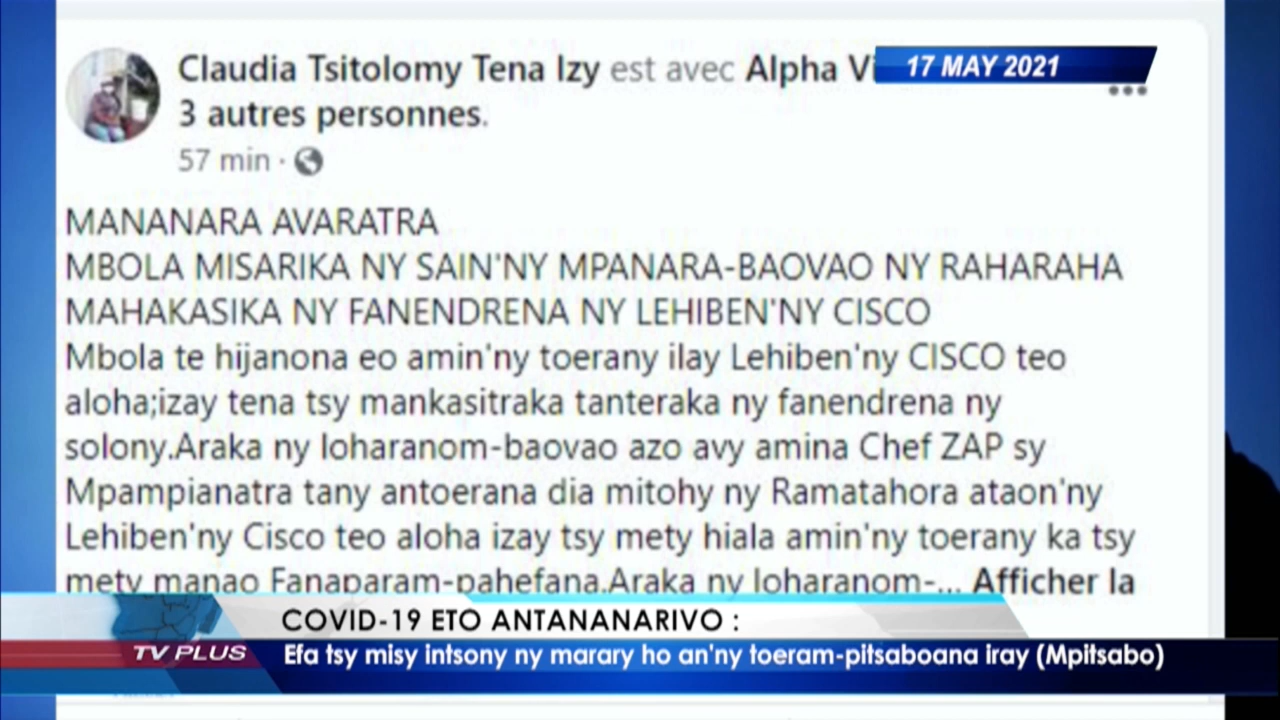 Claudia Tsitolomy Tena Izy est avec Alpha
17 MAY 2021
3 autres personnes.
57 min ·
MANANARA AVARATRA
MBOLA MISARIKA NY SAIN'NY MPANARA-BAOVAO NY RAHARAHA
MAHAKASIKA NY FANENDRENA NY LEHIBEN'NY CISCO
Mbola te hijanona eo amin'ny toerany ilay Lehiben'ny CISCO teo
aloha;izay tena tsy mankasitraka tanteraka ny fanendrena ny
solony.Araka ny loharanom-baovao azo avy amina Chef ZAP sy
Mpampianatra tany antoerana dia mitohy ny Ramatahora ataon'ny
Lehiben'ny Cisco teo aloha izay tsy mety hiala amin'ny toerany ka tsy
mety manao Fanaparam-pahefana.Araka ny loharanom-... Afficher la
COVID-19 ETO ANTANANARIVO :
TV PLUS
Efa tsy misy intsony ny marary ho an'ny toeram-pitsaboana iray (Mpitsabo)